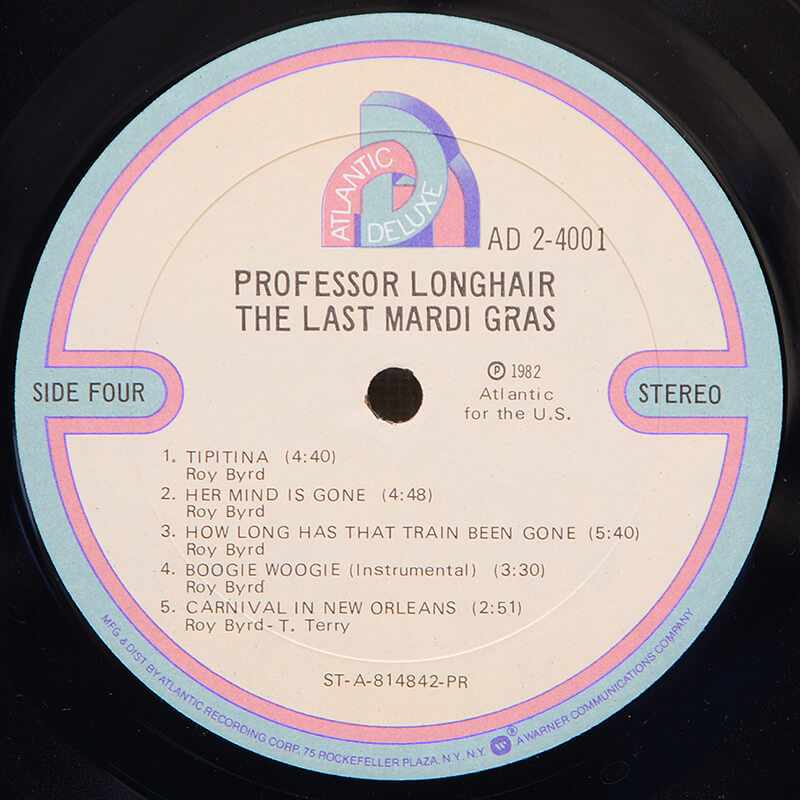 ATLANTIC
DELUXE
AD 2-4001
PROFESSOR LONGHAIR
THE LAST MARDI GRAS
SIDE FOUR
℗ 1982
Atlantic
for the U.S.
STEREO
1. TIPITINA (4:40)
Roy Byrd
2. HER MIND IS GONE (4:48)
Roy Byrd
3. HOW LONG HAS THAT TRAIN BEEN GONE (5:40)
Roy Byrd
4. BOOGIE WOOGIE (Instrumental) (3:30)
Roy Byrd
5. CARNIVAL IN NEW ORLEANS (2:51)
Roy Byrd - T. Terry
ST-A-814842-PR
MFG & DIST BY ATLANTIC RECORDING CORP. 75 ROCKEFELLER PLAZA, N.Y. N.Y. ® A WARNER COMMUNICATIONS COMPANY